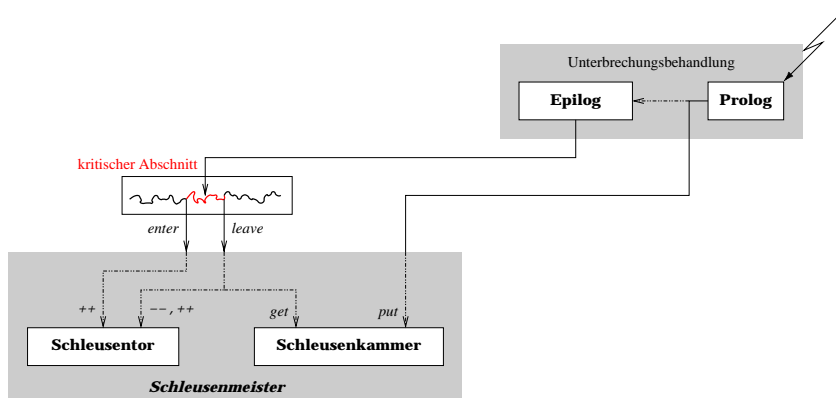 Unterbrechungsbehandlung
Epilog
Prolog
kritischer Abschnitt
enter
leave
++
−−, ++
get
put
Schleusentor
Schleusenkammer
Schleusenmeister